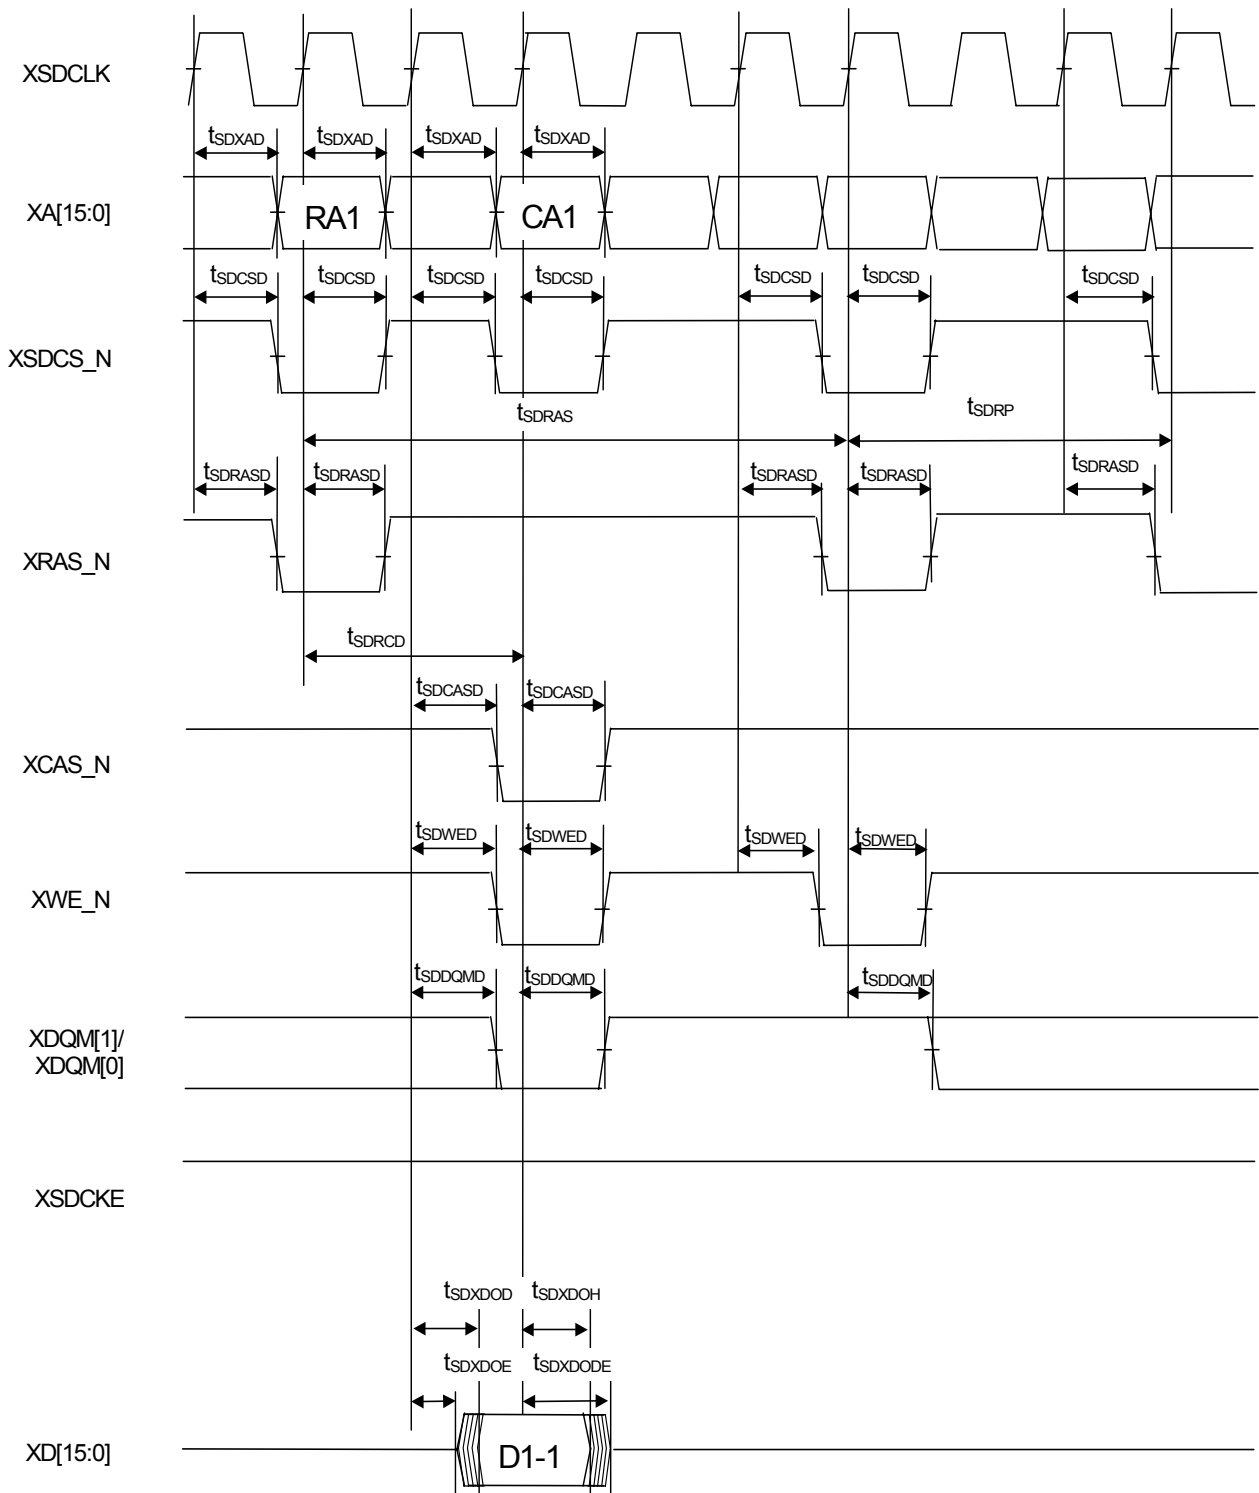 XSDCLK
tSDXAD tSDXAD tSDXAD tSDXAD
XA[15:0]
RA1 CA1
tSDCSD tSDCSD tSDCSD tSDCSD tSDCSD tSDCSD tSDCSD
XSDCS_N
tSDRAS tSDRP
tSDRASD tSDRASD tSDRASD tSDRASD tSDRASD
XRAS_N
tSDRCD
tSDCASD tSDCASD
XCAS_N
tSDWED tSDWED tSDWED tSDWED
XWE_N
tSDDQMD tSDDQMD tSDDQMD
XDQM[1]/
XDQM[0]
XSDCKE
tSDXDOD tSDXDOH
tSDXDOE tSDXDODE
XD[15:0]
D1-1